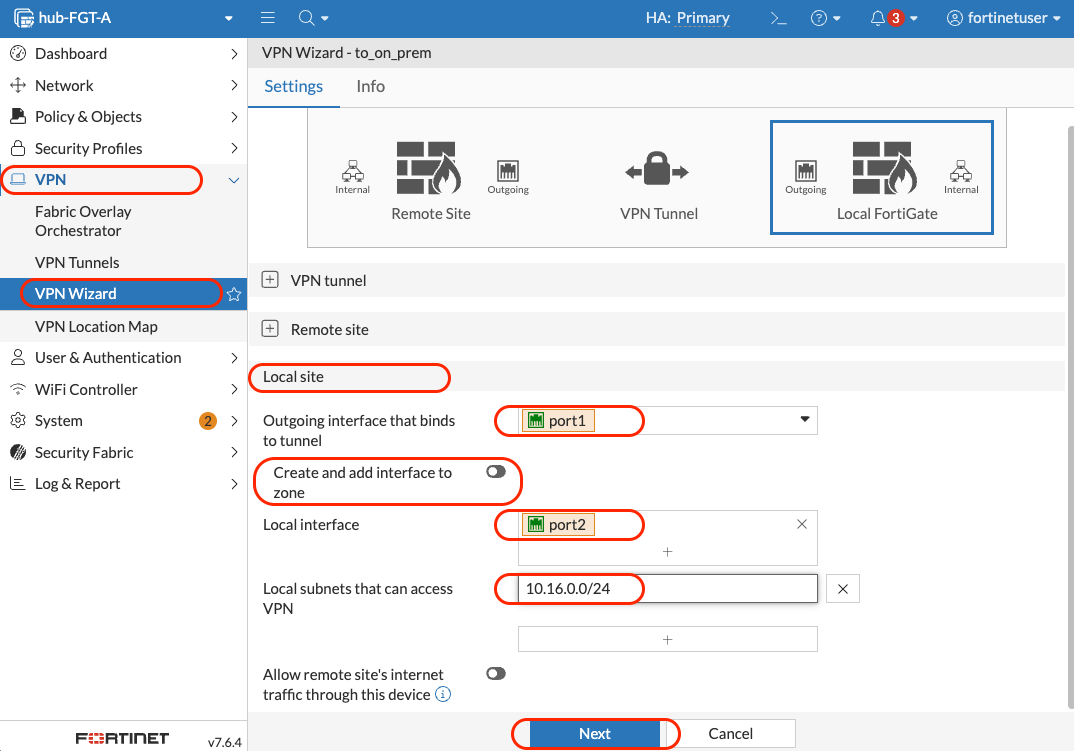 hub-FGT-A
HA: Primary
>_
3
fortinetuser
Dashboard
Network
Policy & Objects
Security Profiles
VPN
Fabric Overlay
Orchestrator
VPN Tunnels
VPN Wizard
VPN Location Map
User & Authentication
WiFi Controller
System
2
Security Fabric
Log & Report
FORTINET
v7.6.4
VPN Wizard - to_on_prem
Settings
Info
Internal
Outgoing
Remote Site
VPN Tunnel
Outgoing
Internal
Local FortiGate
VPN tunnel
Remote site
Local site
Outgoing interface that binds
to tunnel
port1
Create and add interface to
zone
Local interface
port2
Local subnets that can access
VPN
10.16.0.0/24
Allow remote site's internet
traffic through this device
Next
Cancel